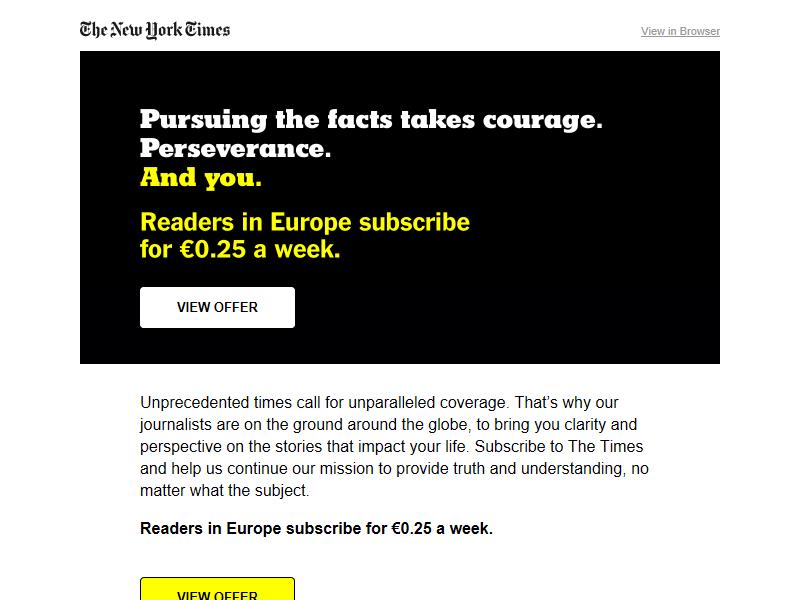 The New York Times
View in Browser
Pursuing the facts takes courage.
Perseverance.
And you.
Readers in Europe subscribe
for €0.25 a week.
VIEW OFFER
Unprecedented times call for unparalleled coverage. That’s why our
journalists are on the ground around the globe, to bring you clarity and
perspective on the stories that impact your life. Subscribe to The Times
and help us continue our mission to provide truth and understanding, no
matter what the subject.
Readers in Europe subscribe for €0.25 a week.
VIEW OFFER